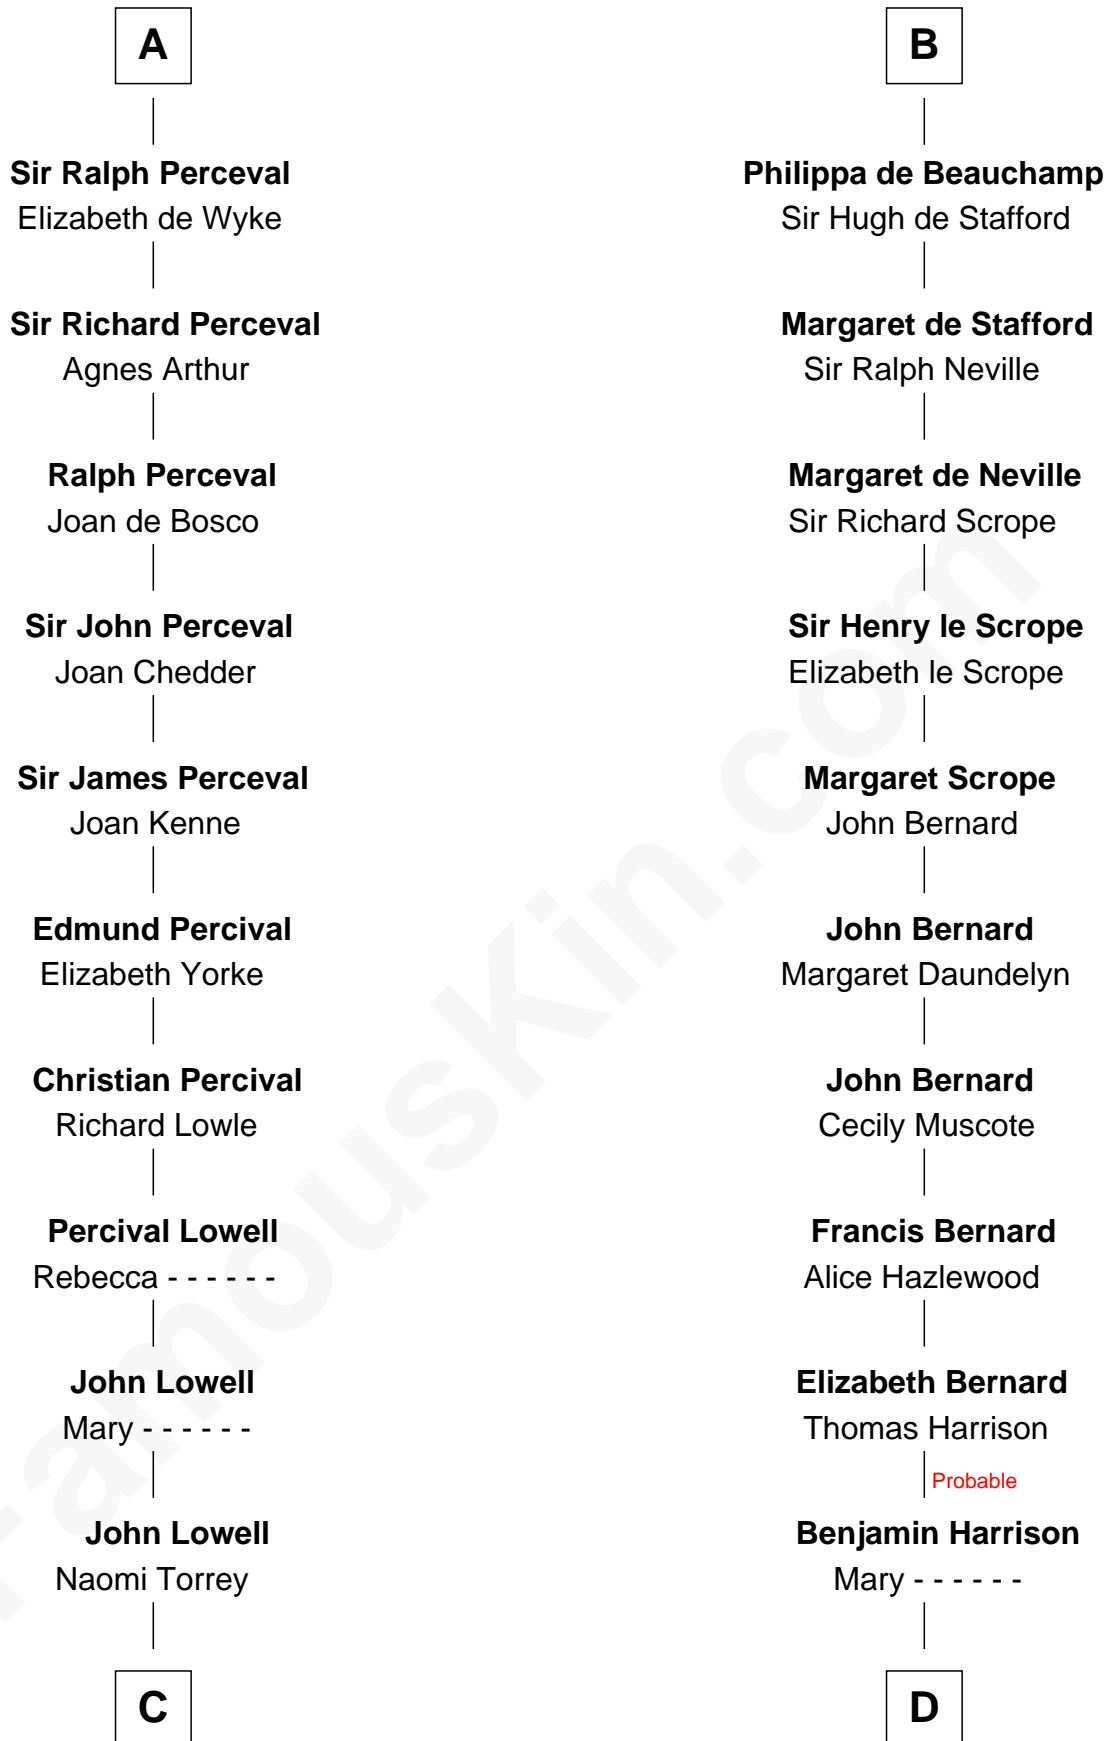 A
Sir Ralph Perceval
Elizabeth de Wyke
Sir Richard Perceval
Agnes Arthur
Ralph Perceval
Joan de Bosco
Sir John Perceval
Joan Chedder
Sir James Perceval
Joan Kenne
Edmund Percival
Elizabeth Yorke
Christian Percival
Richard Lowle
Percival Lowell
Rebecca - - - - - -
John Lowell
Mary - - - - - -
John Lowell
Naomi Torrey
C
B
Philippa de Beauchamp
Sir Hugh de Stafford
Margaret de Stafford
Sir Ralph Neville
Margaret de Neville
Sir Richard Scrope
Sir Henry le Scrope
Elizabeth le Scrope
Margaret Scrope
John Bernard
John Bernard
Margaret Daundelyn
John Bernard
Cecily Muscote
Francis Bernard
Alice Hazlewood
Elizabeth Bernard
Thomas Harrison
Probable
Benjamin Harrison
Mary - - - - - -
D
FamousKin.com